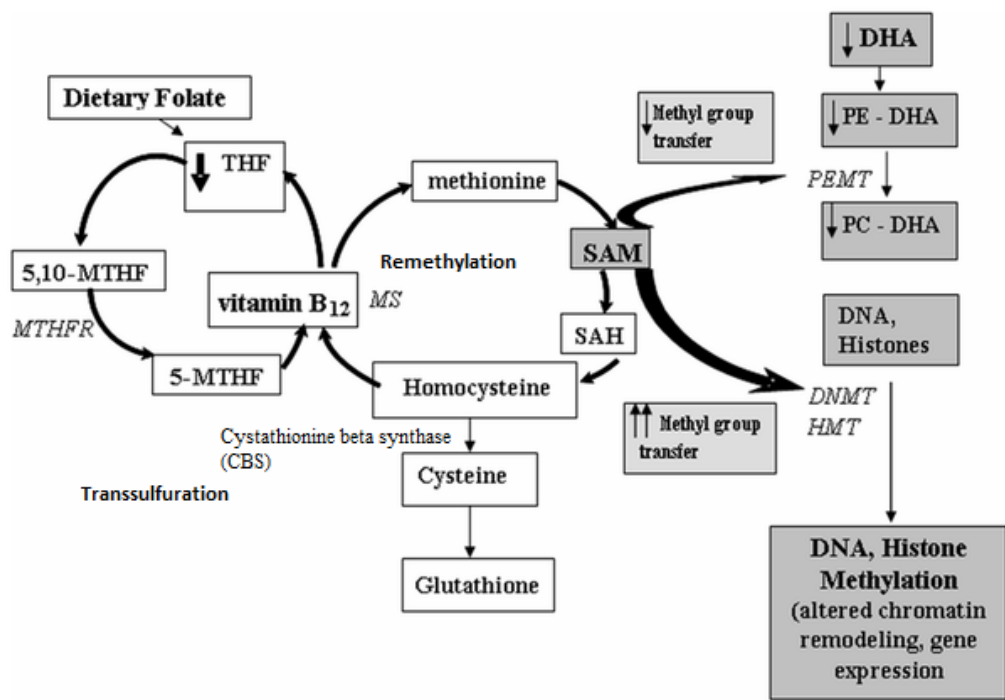 ↓ DHA
Dietary Folate
↓ Methyl group
transfer
↓ PE - DHA
↓ THF
methionine
PEMT
↓ PC - DHA
5,10-MTHF
Remethylation
SAM
vitamin B₁₂
MS
MTHFR
DNA,
Histones
SAH
5-MTHF
Homocysteine
DNMT
HMT
↑↑ Methyl group
transfer
Cystathionine beta synthase
(CBS)
Cysteine
Transsulfuration
DNA, Histone
Methylation
(altered chromatin
remodeling, gene
expression
Glutathione